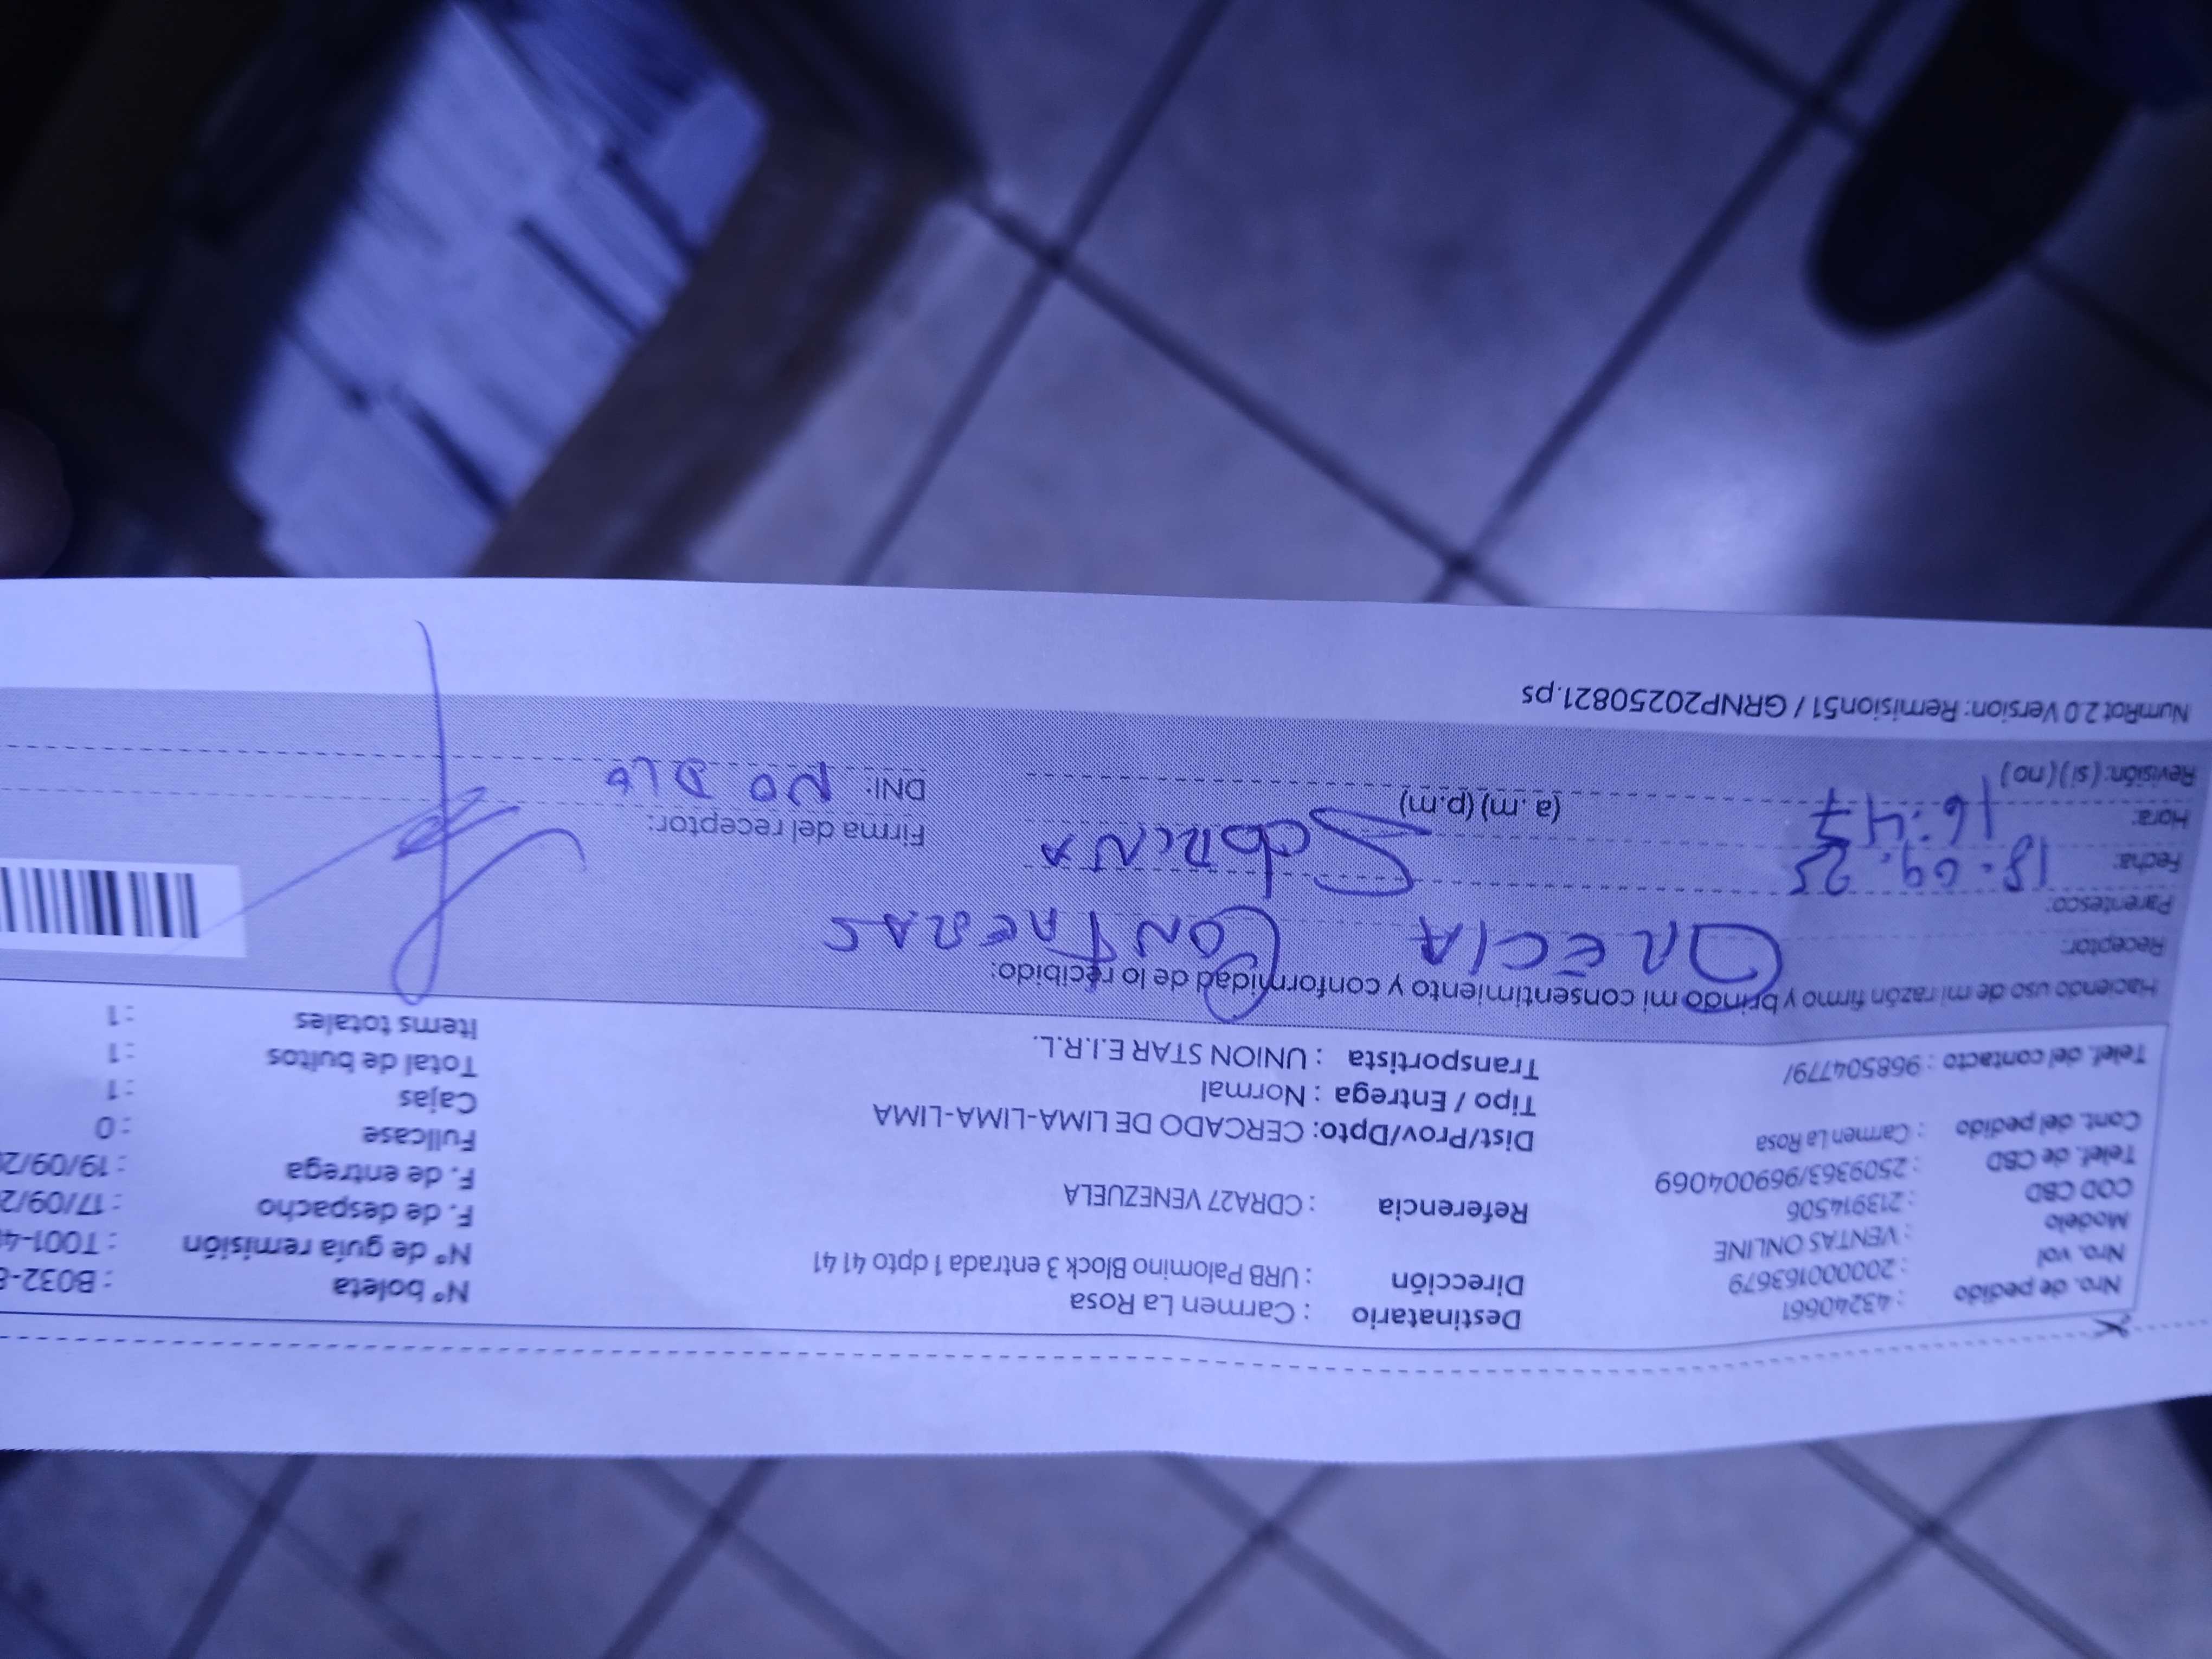 Nro. de pedido : 43240661
Nro. vol : 20000163679
Modelo : VENTAS ONLINE
COD CBD : 213914506
Telef. de CBD : 2509363/969004069
Cont. del pedido : Carmen La Rosa
Telef. del contacto : 968504779/
Destinatario : Carmen La Rosa
Dirección : URB Palomino Block 3 entrada 1 dpto 41 41
Referencia : CDRA27 VENEZUELA
Dist/Prov/Dpto: CERCADO DE LIMA-LIMA-LIMA
Tipo / Entrega : Normal
Transportista : UNION STAR E.I.R.L.
Nº boleta : B032-
Nº de guía remisión : T001-
F. de despacho : 17/09/2
F. de entrega : 19/09/2
Fullcase : 0
Cajas : 1
Total de bultos : 1
Items totales : 1
Haciendo uso de mi razón firmo y brindo mi consentimiento y conformidad de lo recibido:
Receptor:
Parentesco:
Fecha: 18.09.25
Hora: 16:47 (a. m) (p.m)
Revisión: ( si ) ( no )
Firma del receptor:
DNI: NO DIO
NumRot 2.0 Version: Remision51 / GRNP20250821.ps